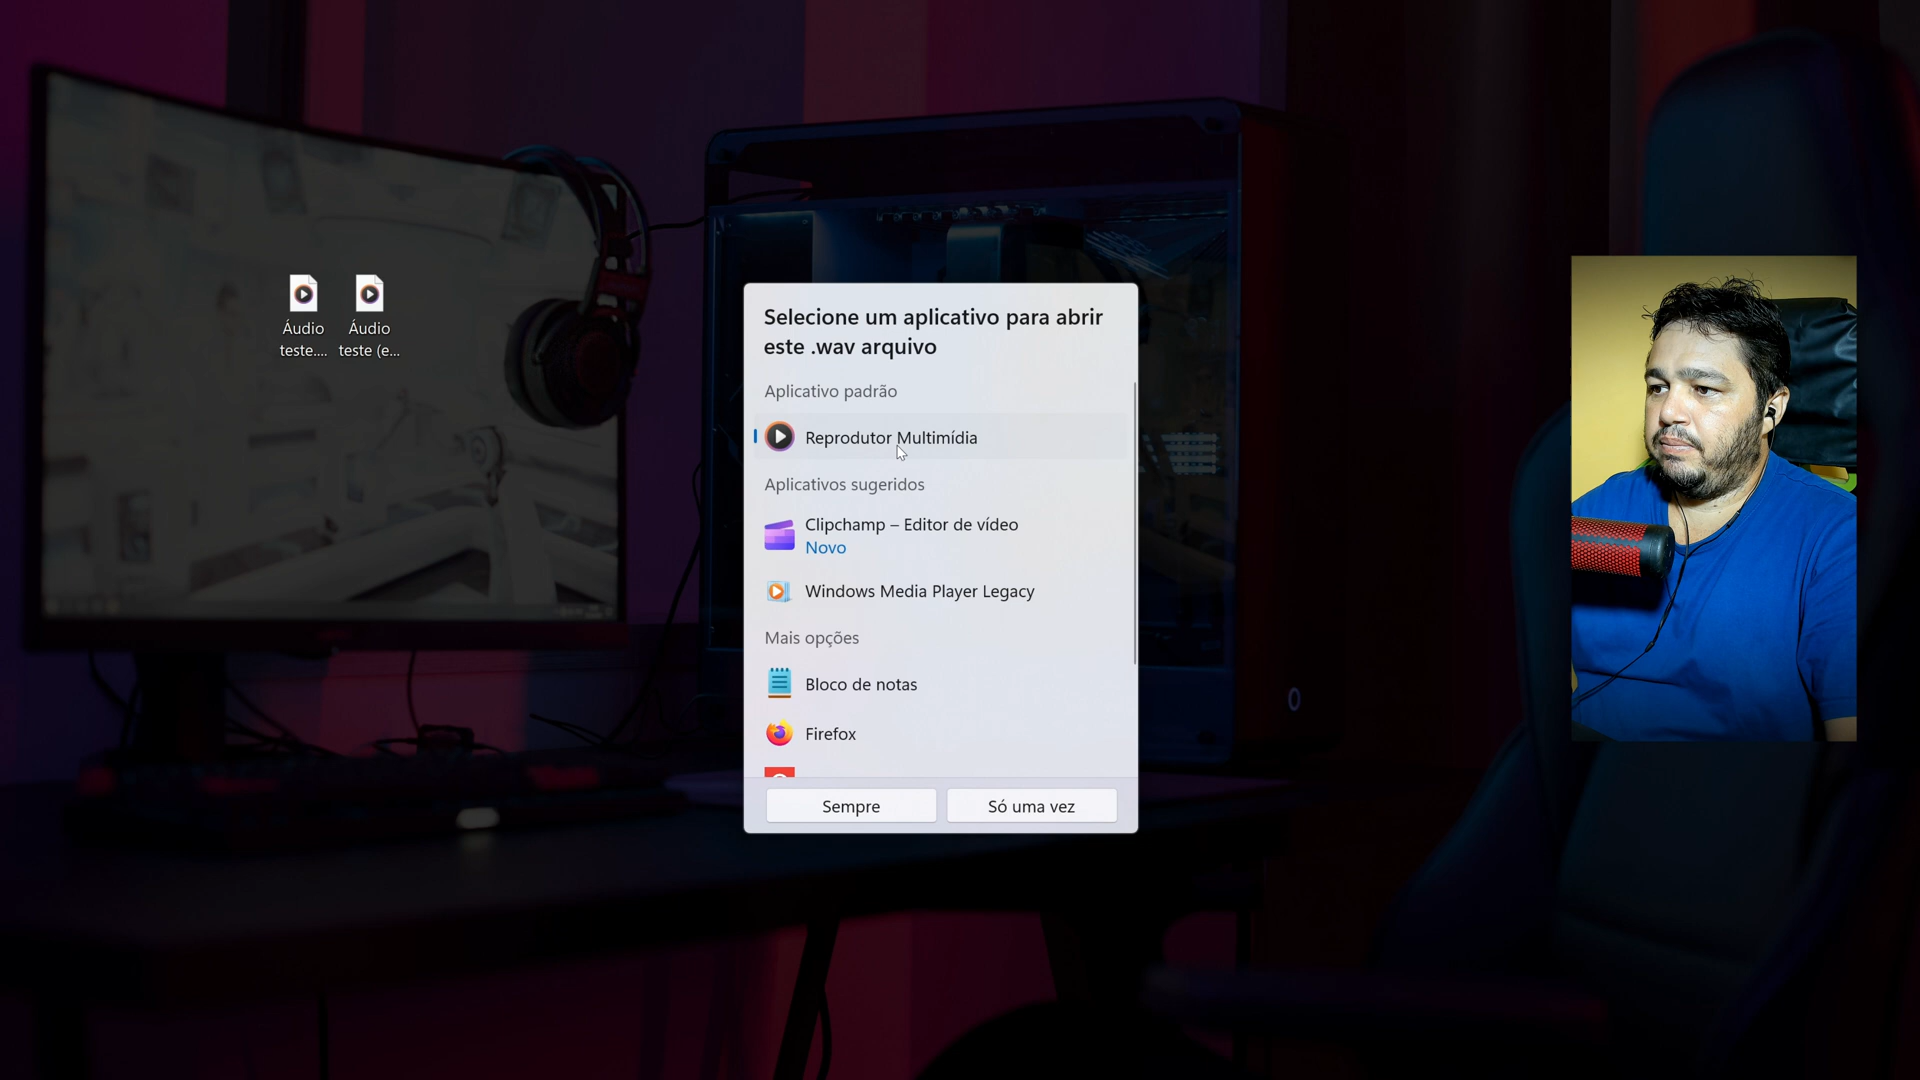 Áudio
teste....
Áudio
teste (e...
Selecione um aplicativo para abrir
este .wav arquivo
Aplicativo padrão
Reprodutor Multimídia
Aplicativos sugeridos
Clipchamp – Editor de vídeo
Novo
Windows Media Player Legacy
Mais opções
Bloco de notas
Firefox
Sempre
Só uma vez